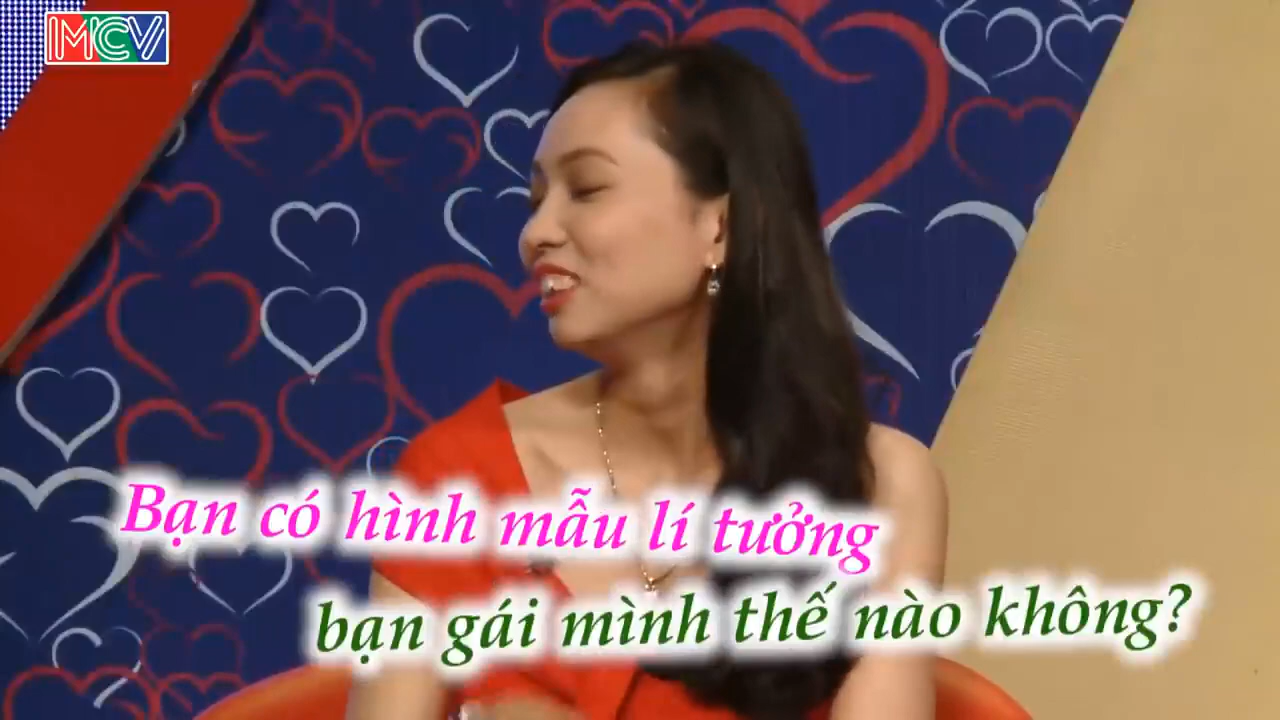 MCV
Bạn có hình mẫu lí tưởng
bạn gái mình thế nào không?